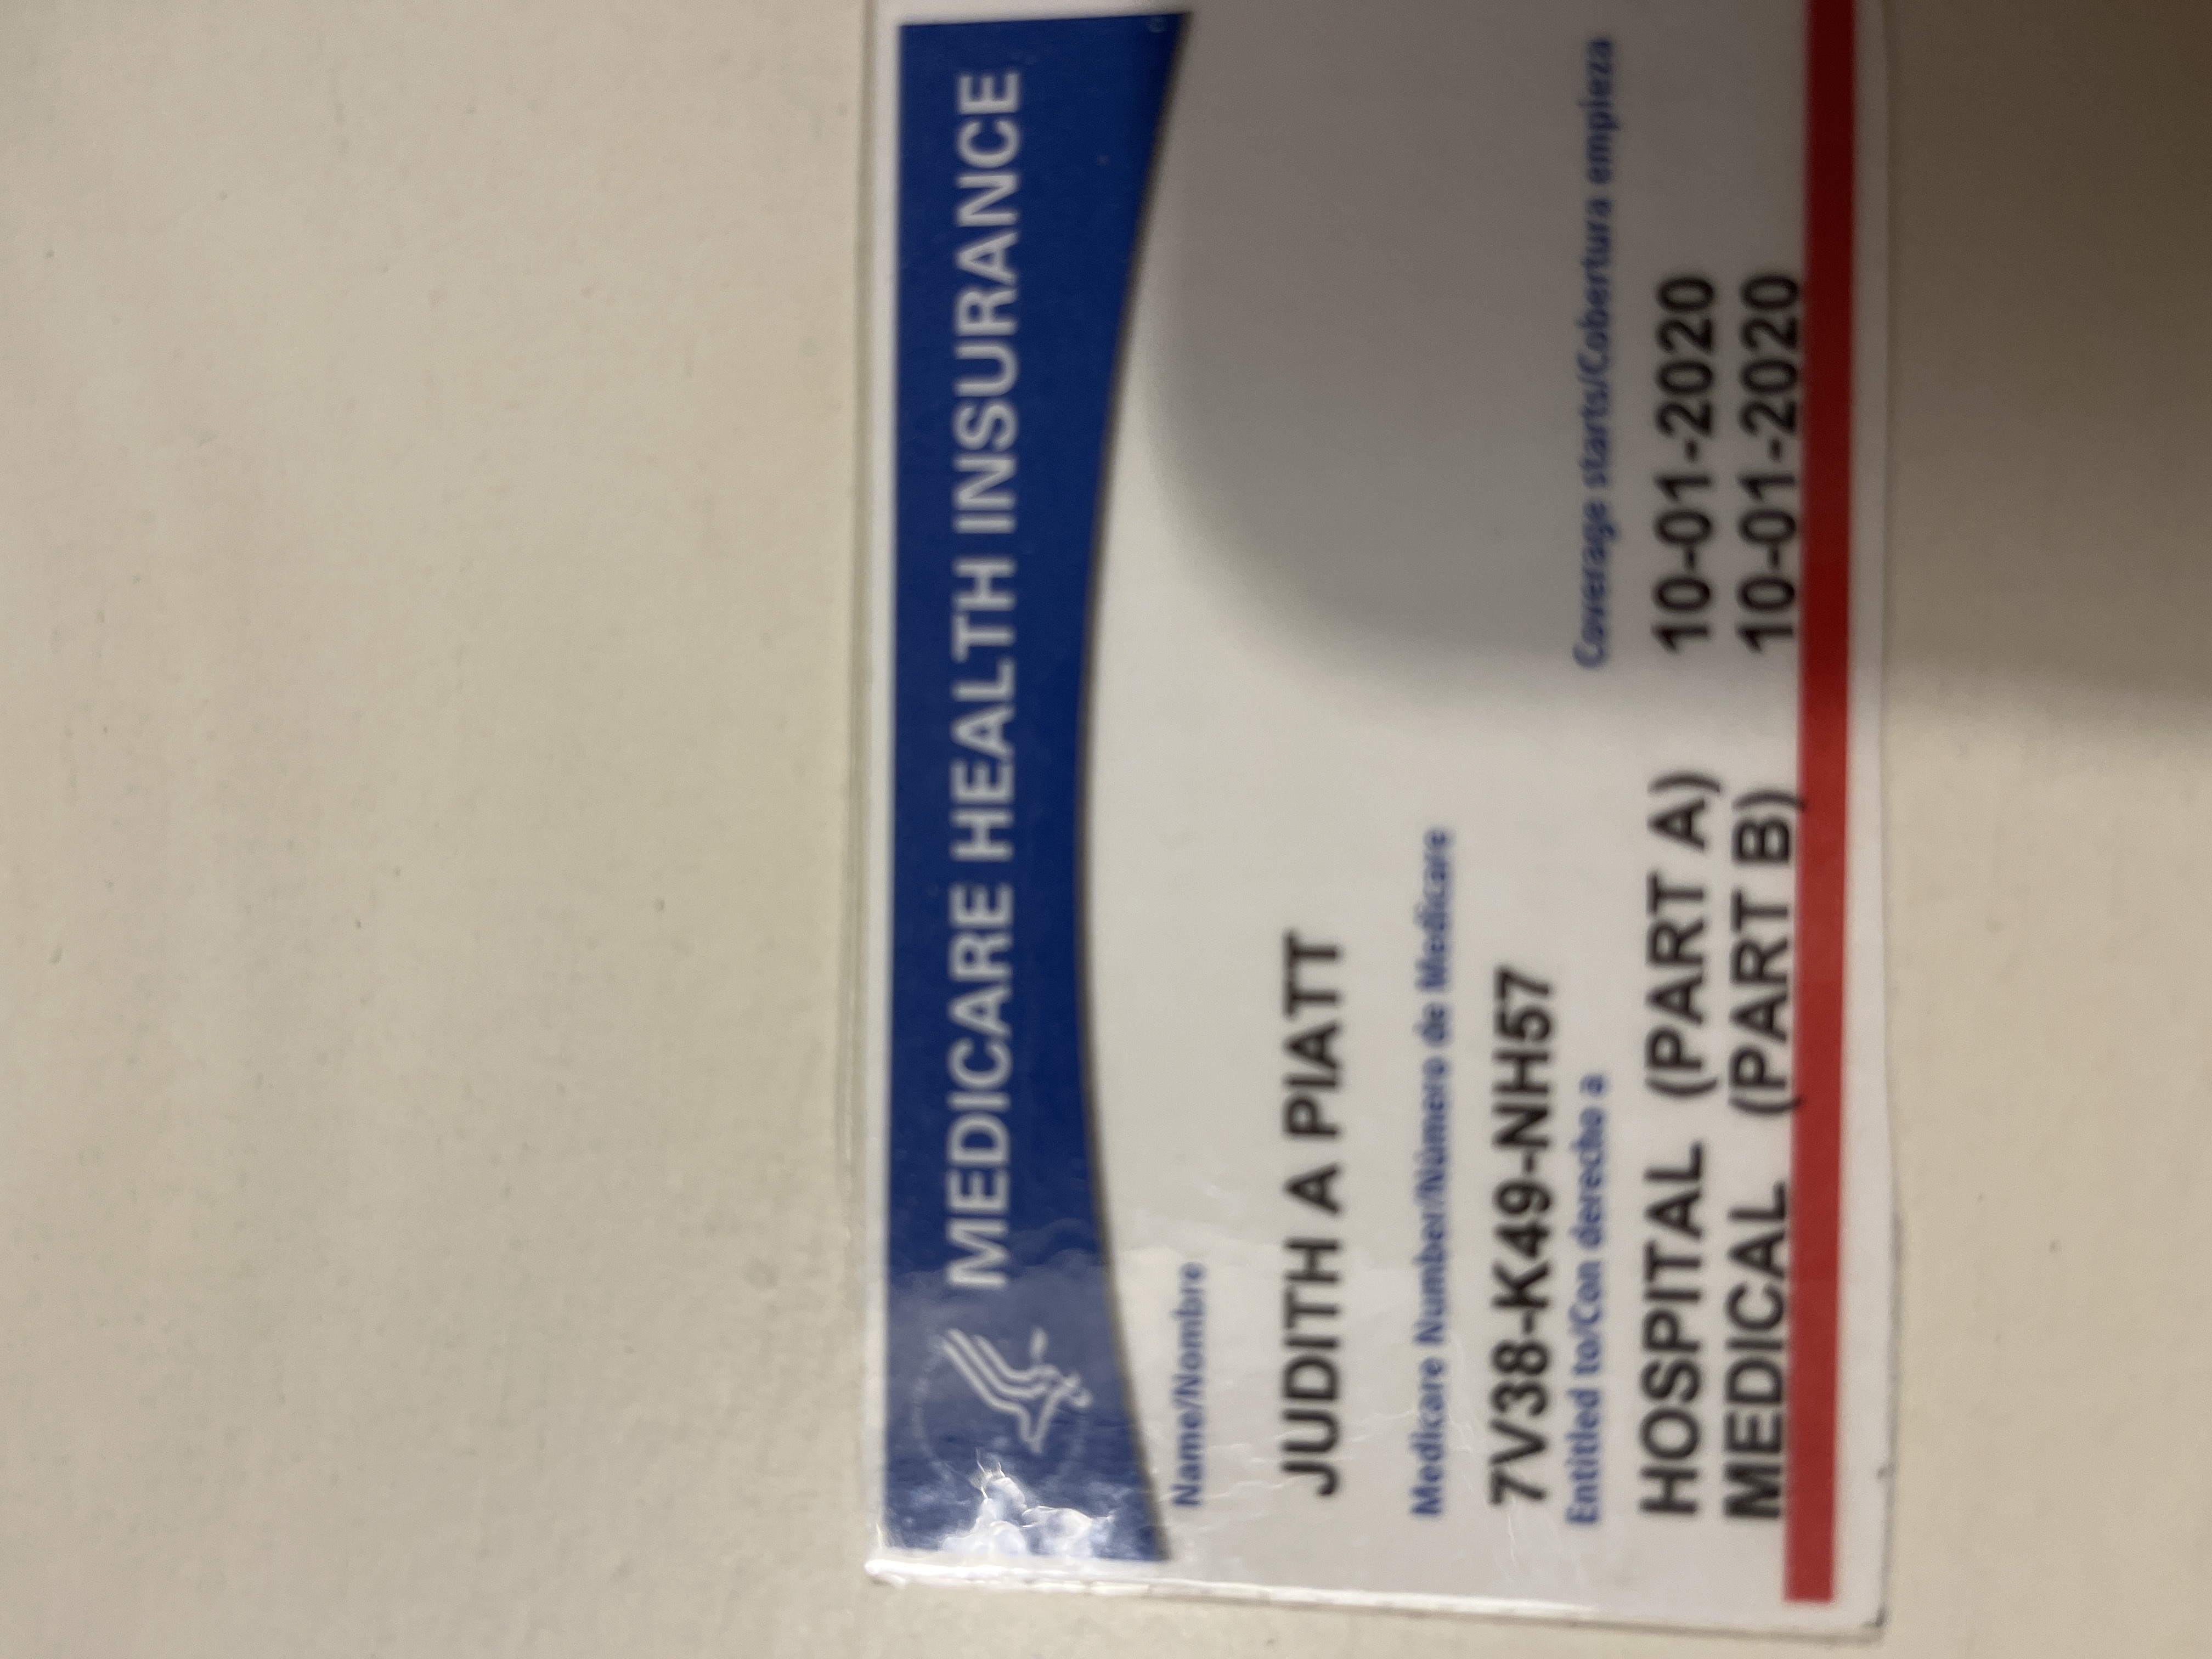 MEDICARE HEALTH INSURANCE
Name/Nombre
JUDITH A PIATT
Medicare Number/Número de Medicare
7V38-K49-NH57
Entitled to/Con derecho a
Coverage starts/Cobertura empieza
HOSPITAL (PART A) 10-01-2020
MEDICAL (PART B) 10-01-2020